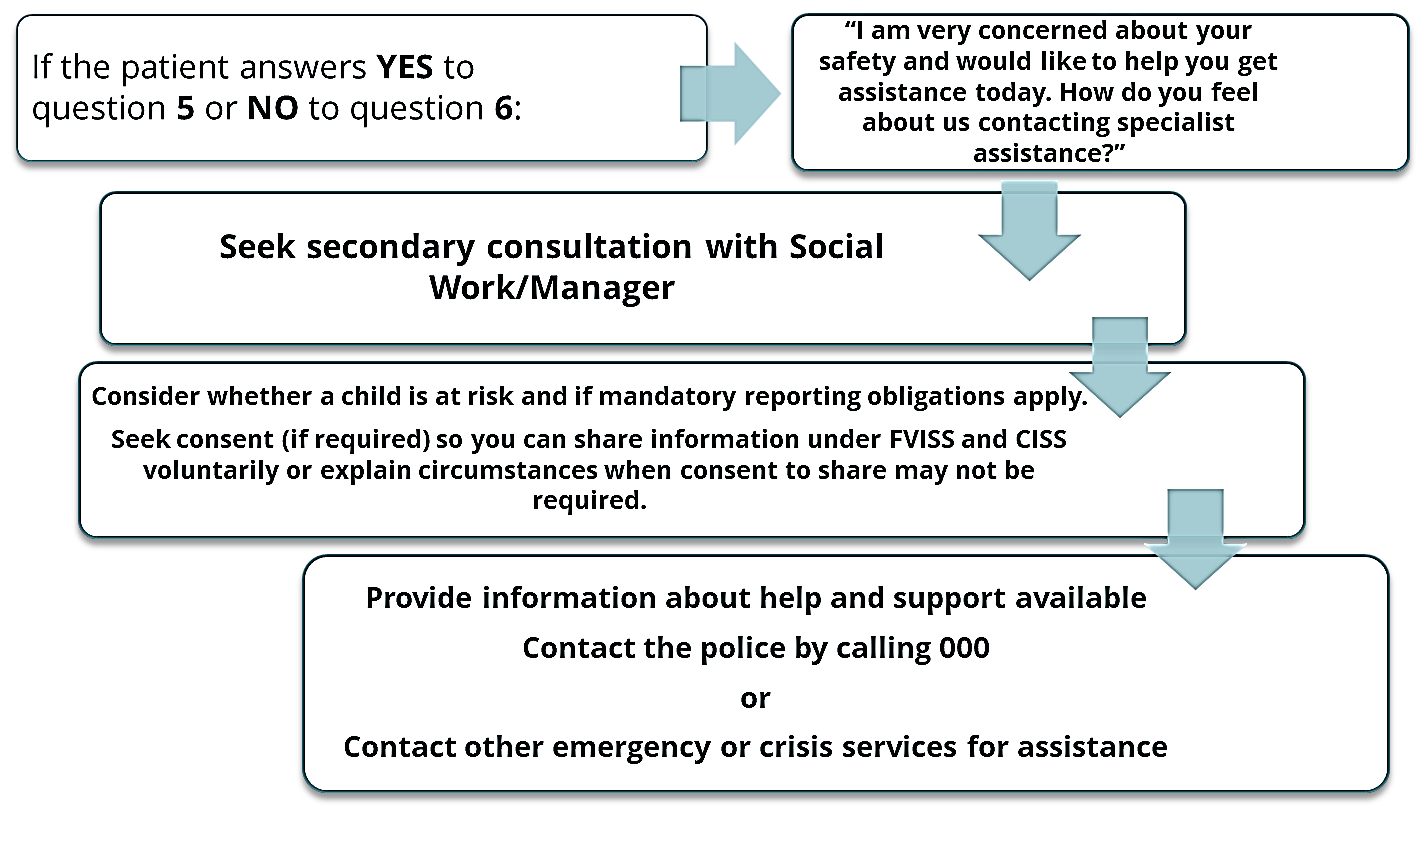 If the patient answers YES to
question 5 or NO to question 6:
“I am very concerned about your
safety and would like to help you get
assistance today. How do you feel
about us contacting specialist
assistance?”
Seek secondary consultation with Social
Work/Manager
Consider whether a child is at risk and if mandatory reporting obligations apply.
Seek consent (if required) so you can share information under FVISS and CISS
voluntarily or explain circumstances when consent to share may not be
required.
Provide information about help and support available
Contact the police by calling 000
or
Contact other emergency or crisis services for assistance